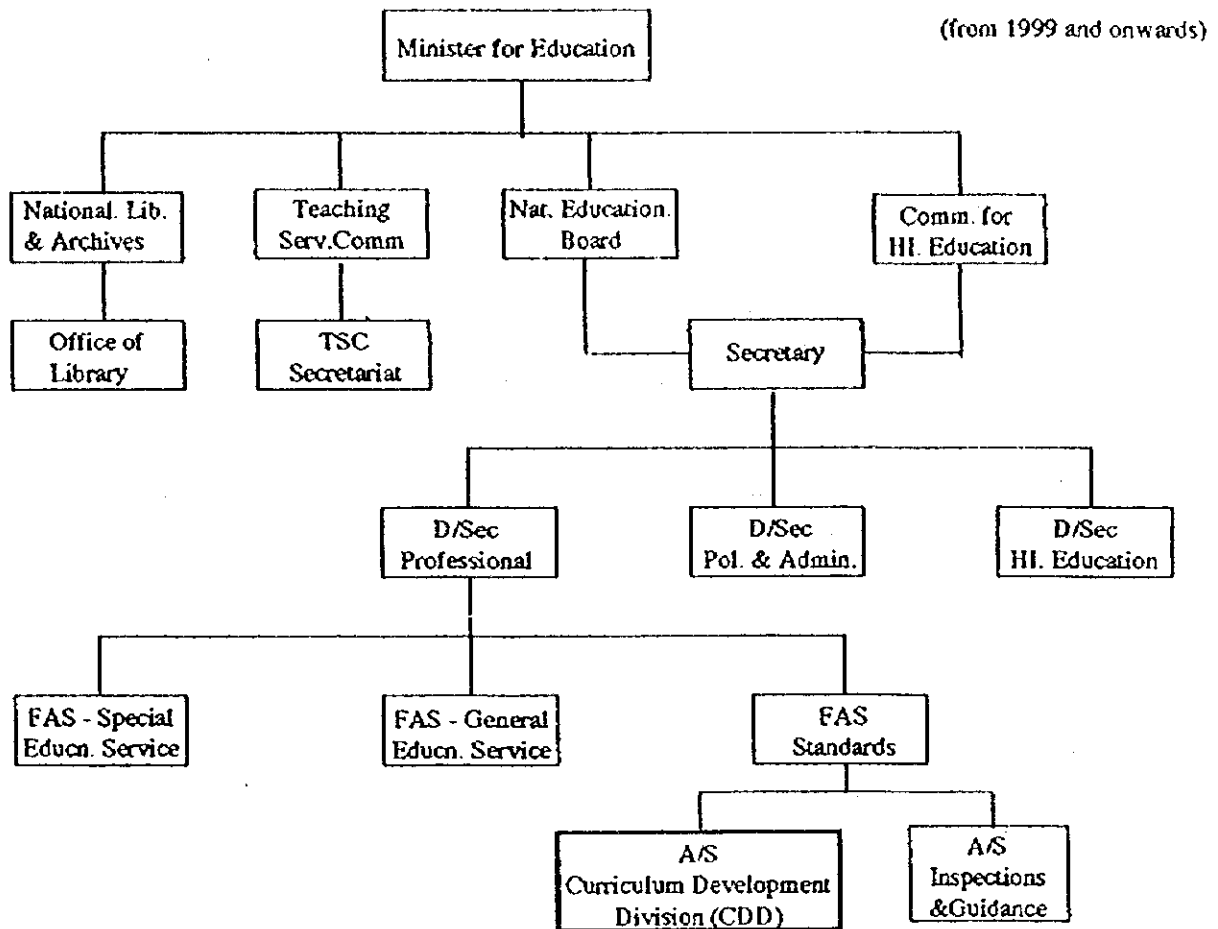 (from 1999 and onwards)
Minister for Education
National. Lib.
& Archives
Teaching
Serv.Comm
Nat. Education.
Board
Comm. for
HI. Education
Office of
Library
TSC
Secretariat
Secretary
D/Sec
Professional
D/Sec
Pol. & Admin.
D/Sec
HI. Education
FAS - Special
Educn. Service
FAS - General
Educn. Service
FAS
Standards
A/S
Curriculum Development
Division (CDD)
A/S
Inspections
&Guidance